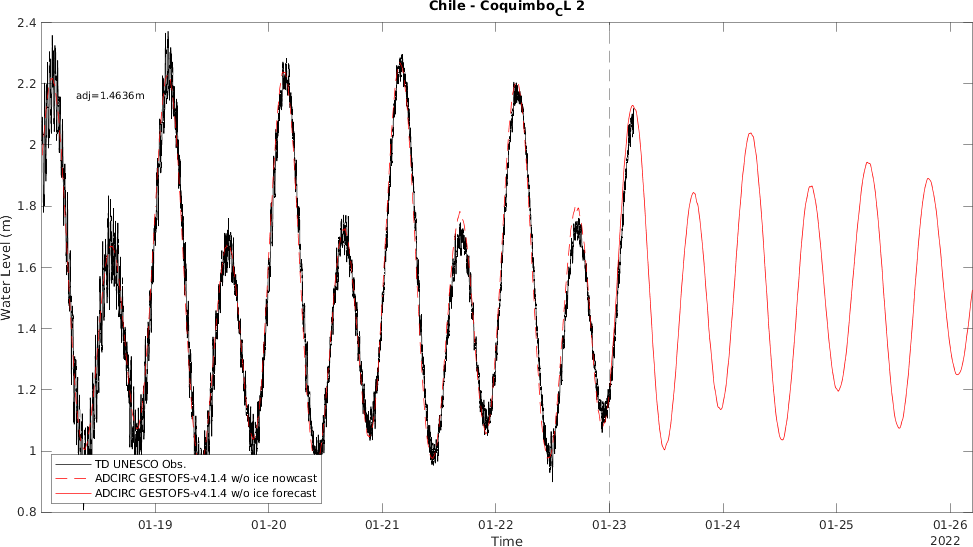 Chile - Coquimbo_CL 2
2.4
2.2
2
1.8
1.6
1.4
1.2
1
0.8
Water Level (m)
adj=1.4636m
TD UNESCO Obs.
ADCIRC GESTOFS-v4.1.4 w/o ice nowcast
ADCIRC GESTOFS-v4.1.4 w/o ice forecast
01-19 01-20 01-21 01-22 01-23 01-24 01-25 01-26
Time
2022